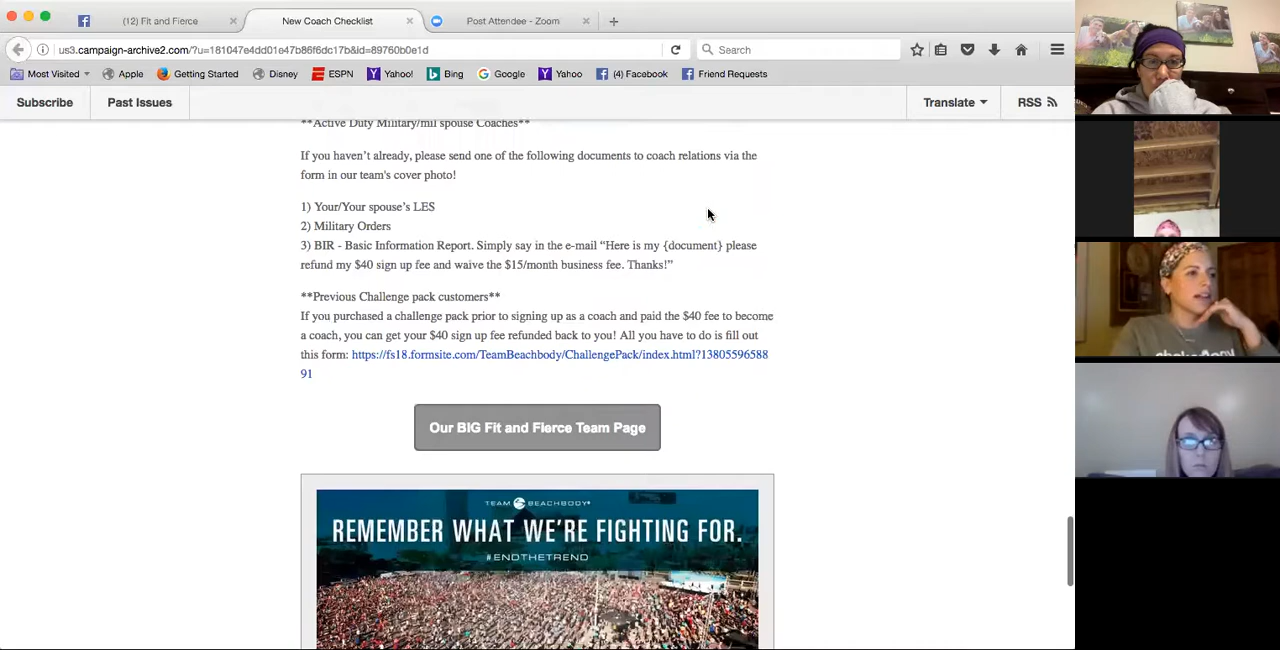 (12) Fit and Fierce
New Coach Checklist
Post Attendee - Zoom
us3.campaign-archive2.com/?u=181047e4dd01e47b86f6dc17b&id=89760b0e1d
Search
Most Visited
Apple
Getting Started
Disney
ESPN
Yahoo!
Bing
Google
Yahoo
(4) Facebook
Friend Requests
Subscribe
Past Issues
Translate
RSS
**Active Duty Military/mil spouse Coaches**
If you haven't already, please send one of the following documents to coach relations via the
form in our team's cover photo!
1) Your/Your spouse's LES
2) Military Orders
3) BIR - Basic Information Report. Simply say in the e-mail “Here is my {document} please
refund my $40 sign up fee and waive the $15/month business fee. Thanks!”
**Previous Challenge pack customers**
If you purchased a challenge pack prior to signing up as a coach and paid the $40 fee to become
a coach, you can get your $40 sign up fee refunded back to you! All you have to do is fill out
this form: https://fs18.formsite.com/TeamBeachbody/ChallengePack/index.html?13805596588
91
Our BIG Fit and Fierce Team Page
TEAM BEACHBODY
REMEMBER WHAT WE'RE FIGHTING FOR.
#ENDTHETREND